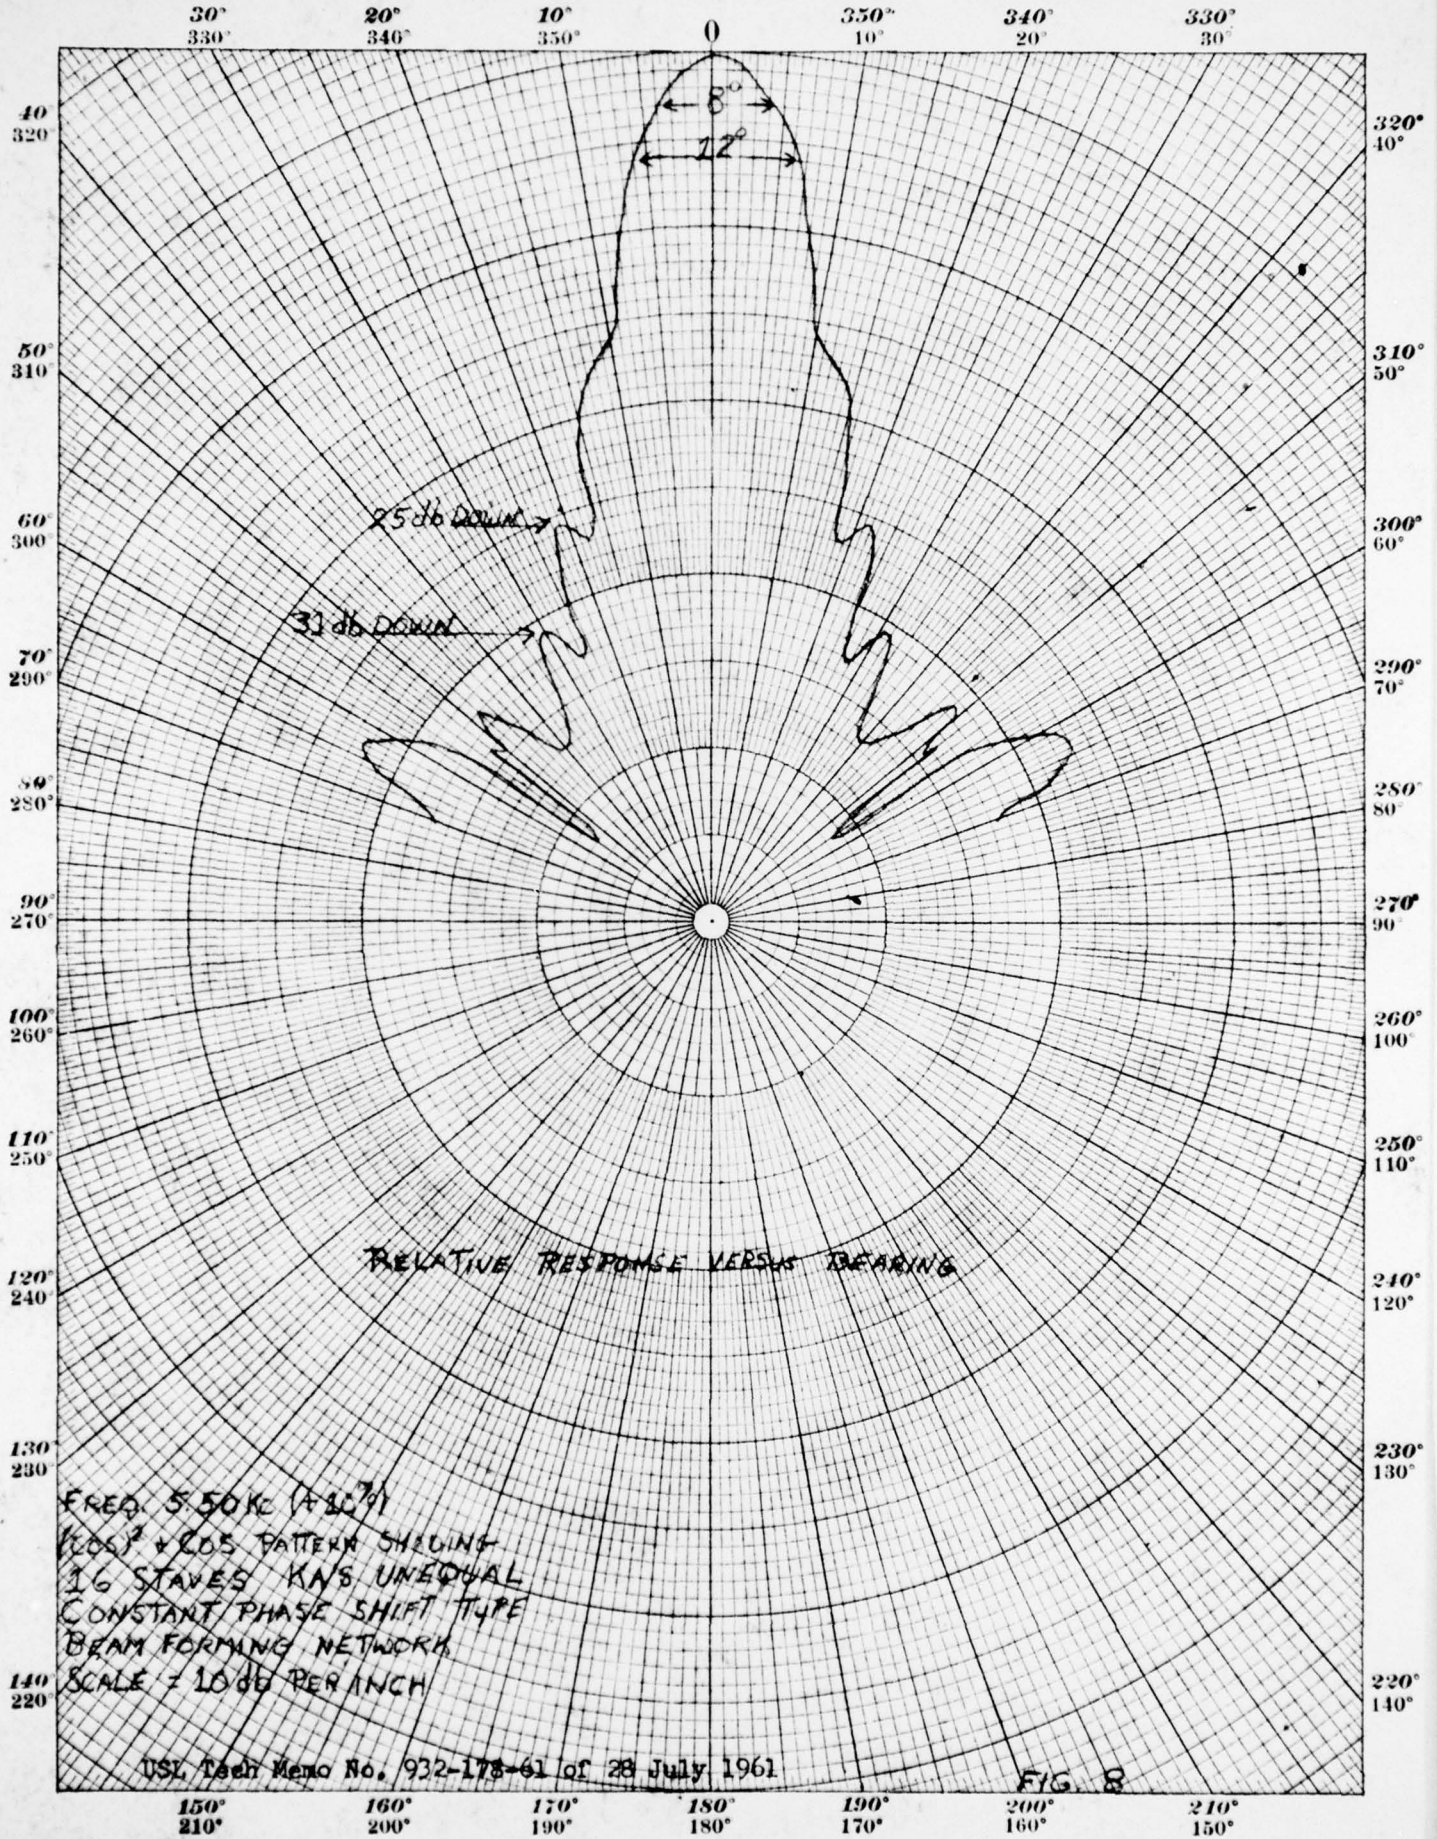 30° 20° 10° 0 350° 340° 330°
330° 340° 350° 10° 20° 30°
40° 320°
320 40°
8°
12°
50° 310°
310° 50°
25 db DOWN
60° 300°
300° 60°
31 db DOWN
70° 290°
290° 70°
80 280°
280° 80°
90° 270°
270° 90°
100° 260°
260° 100°
110° 250°
250° 110°
RELATIVE RESPONSE VERSUS BEARING
120° 240°
240° 120°
130° 230°
230° 130°
FREQ. 5.50 Kc (+10%)
(COS)² + COS PATTERN SHADING
16 STAVES KA'S UNEQUAL
CONSTANT PHASE SHIFT TYPE
BEAM FORMING NETWORK
SCALE = 10 db PER INCH
140° 220°
220° 140°
USL Tech Memo No. 932-178-61 of 28 July 1961
FIG. 8
150° 160° 170° 180° 190° 200° 210°
210° 200° 190° 180° 170° 160° 150°